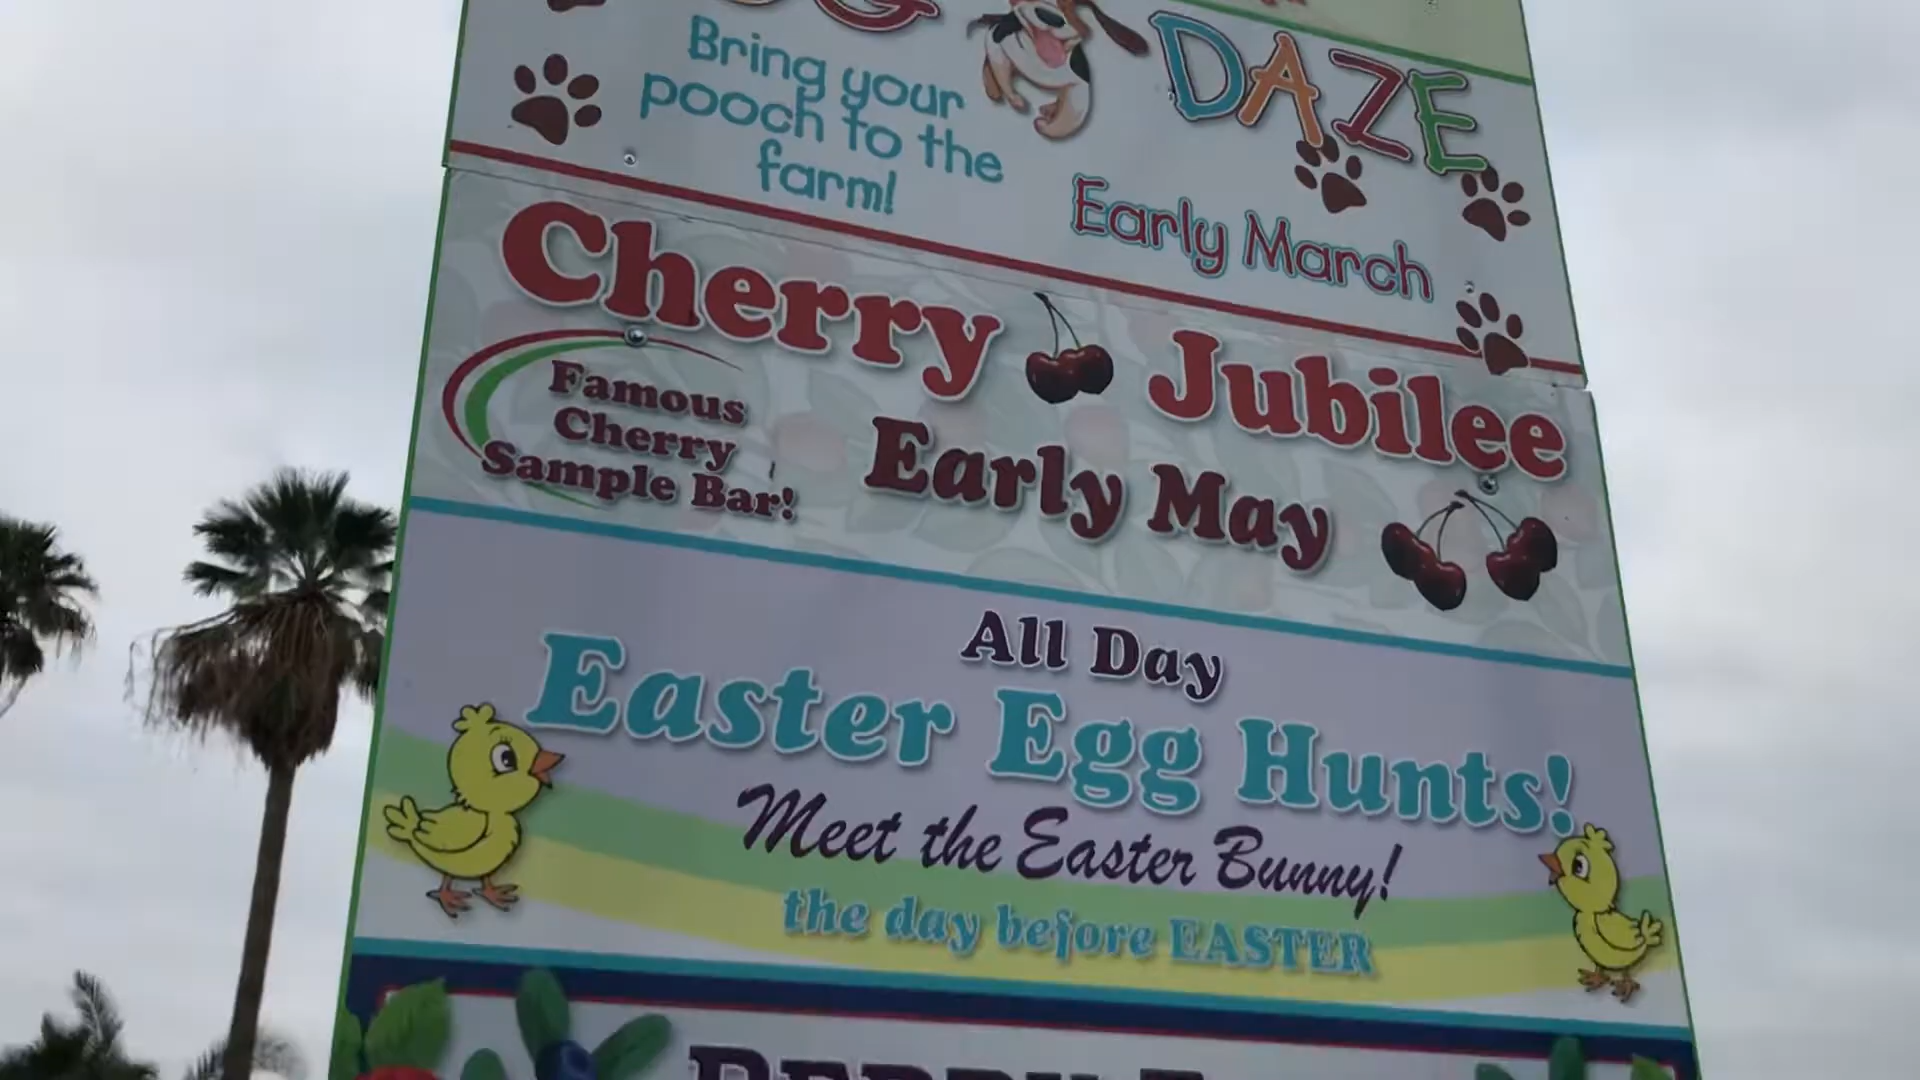 DAZE
Bring your
pooch to the
farm!
Early March
Cherry Jubilee
Famous
Cherry
Sample Bar!
Early May
All Day
Easter Egg Hunts!
Meet the Easter Bunny!
the day before EASTER